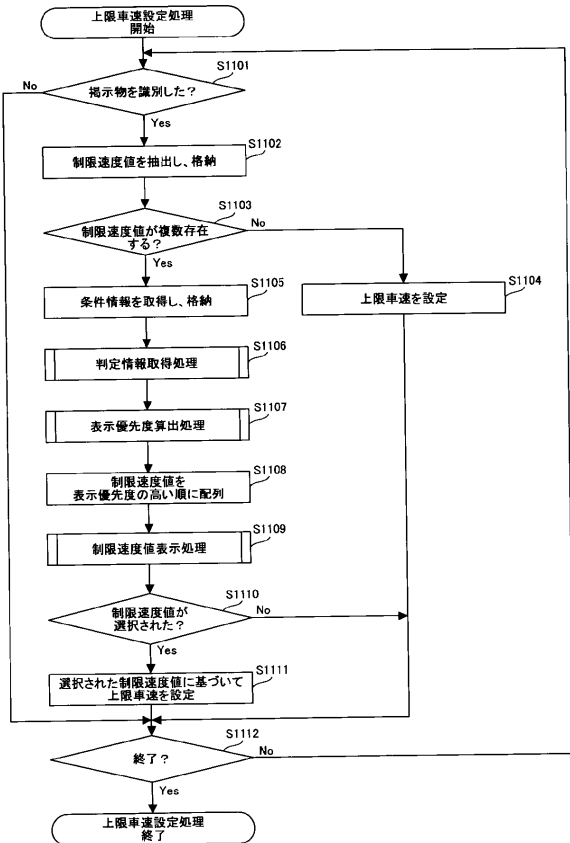 上限車速設定処理
開始
S1101
No
掲示物を識別した?
Yes
S1102
制限速度値を抽出し、格納
S1103
制限速度値が複数存在
する?
No
Yes
S1105
条件情報を取得し、格納
S1104
上限車速を設定
S1106
判定情報取得処理
S1107
表示優先度算出処理
S1108
制限速度値を
表示優先度の高い順に配列
S1109
制限速度値表示処理
S1110
制限速度値が
選択された?
No
Yes
S1111
選択された制限速度値に基づいて
上限車速を設定
S1112
終了?
No
Yes
上限車速設定処理
終了